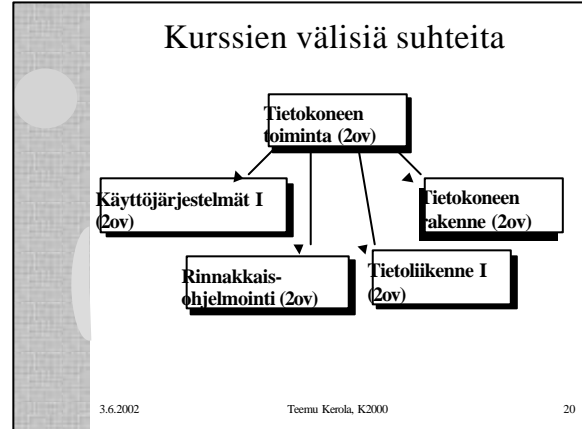 Kurssien välisiä suhteita
Tietokoneen
toiminta (2ov)
Käyttöjärjestelmät I
(2ov)
Tietokoneen
rakenne (2ov)
Rinnakkais-
ohjelmointi (2ov)
Tietoliikenne I
(2ov)
3.6.2002
Teemu Kerola, K2000
20